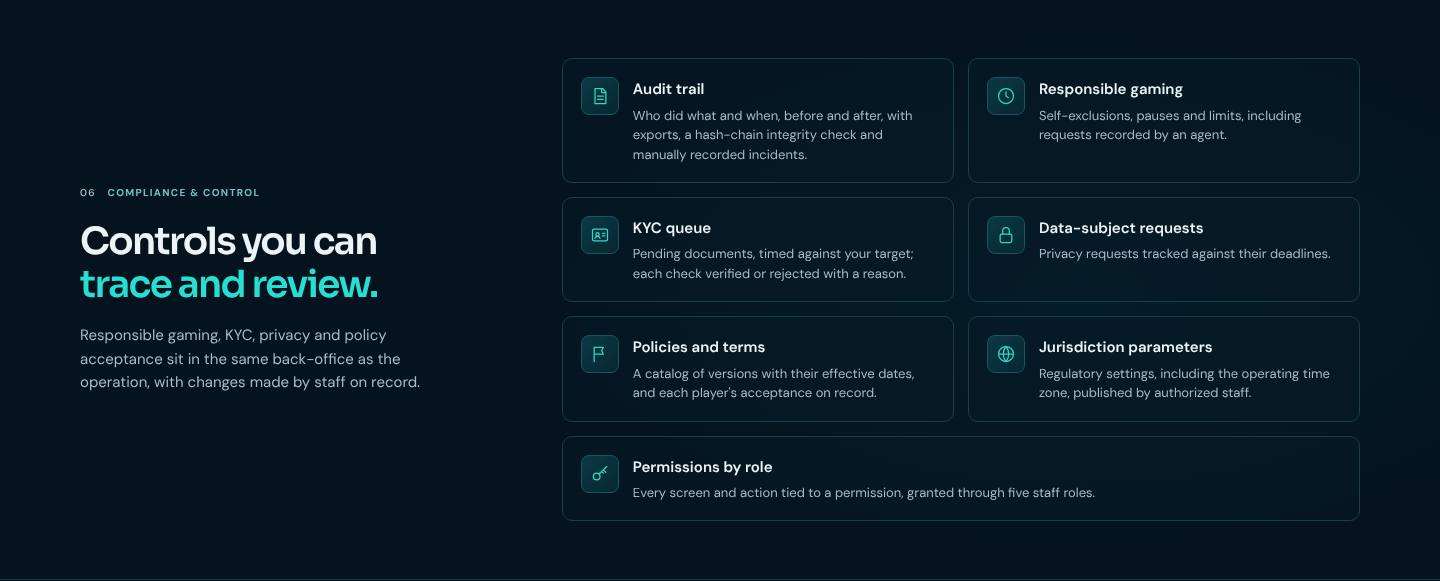 06 COMPLIANCE & CONTROL
Controls you can
trace and review.
Responsible gaming, KYC, privacy and policy
acceptance sit in the same back-office as the
operation, with changes made by staff on record.
Audit trail
Who did what and when, before and after, with
exports, a hash-chain integrity check and
manually recorded incidents.
Responsible gaming
Self-exclusions, pauses and limits, including
requests recorded by an agent.
KYC queue
Pending documents, timed against your target;
each check verified or rejected with a reason.
Data-subject requests
Privacy requests tracked against their deadlines.
Policies and terms
A catalog of versions with their effective dates,
and each player's acceptance on record.
Jurisdiction parameters
Regulatory settings, including the operating time
zone, published by authorized staff.
Permissions by role
Every screen and action tied to a permission, granted through five staff roles.